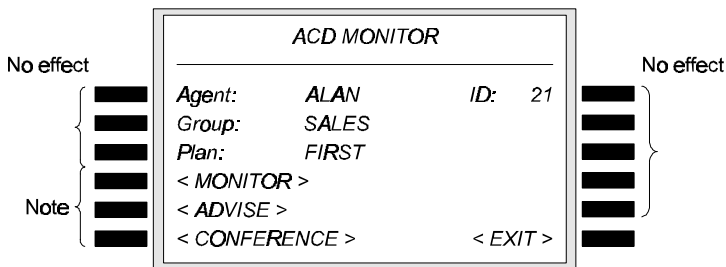 ACD MONITOR
No effect
No effect
Agent: ALAN ID: 21
Group: SALES
Plan: FIRST
< MONITOR >
Note
< ADVISE >
< CONFERENCE > < EXIT >